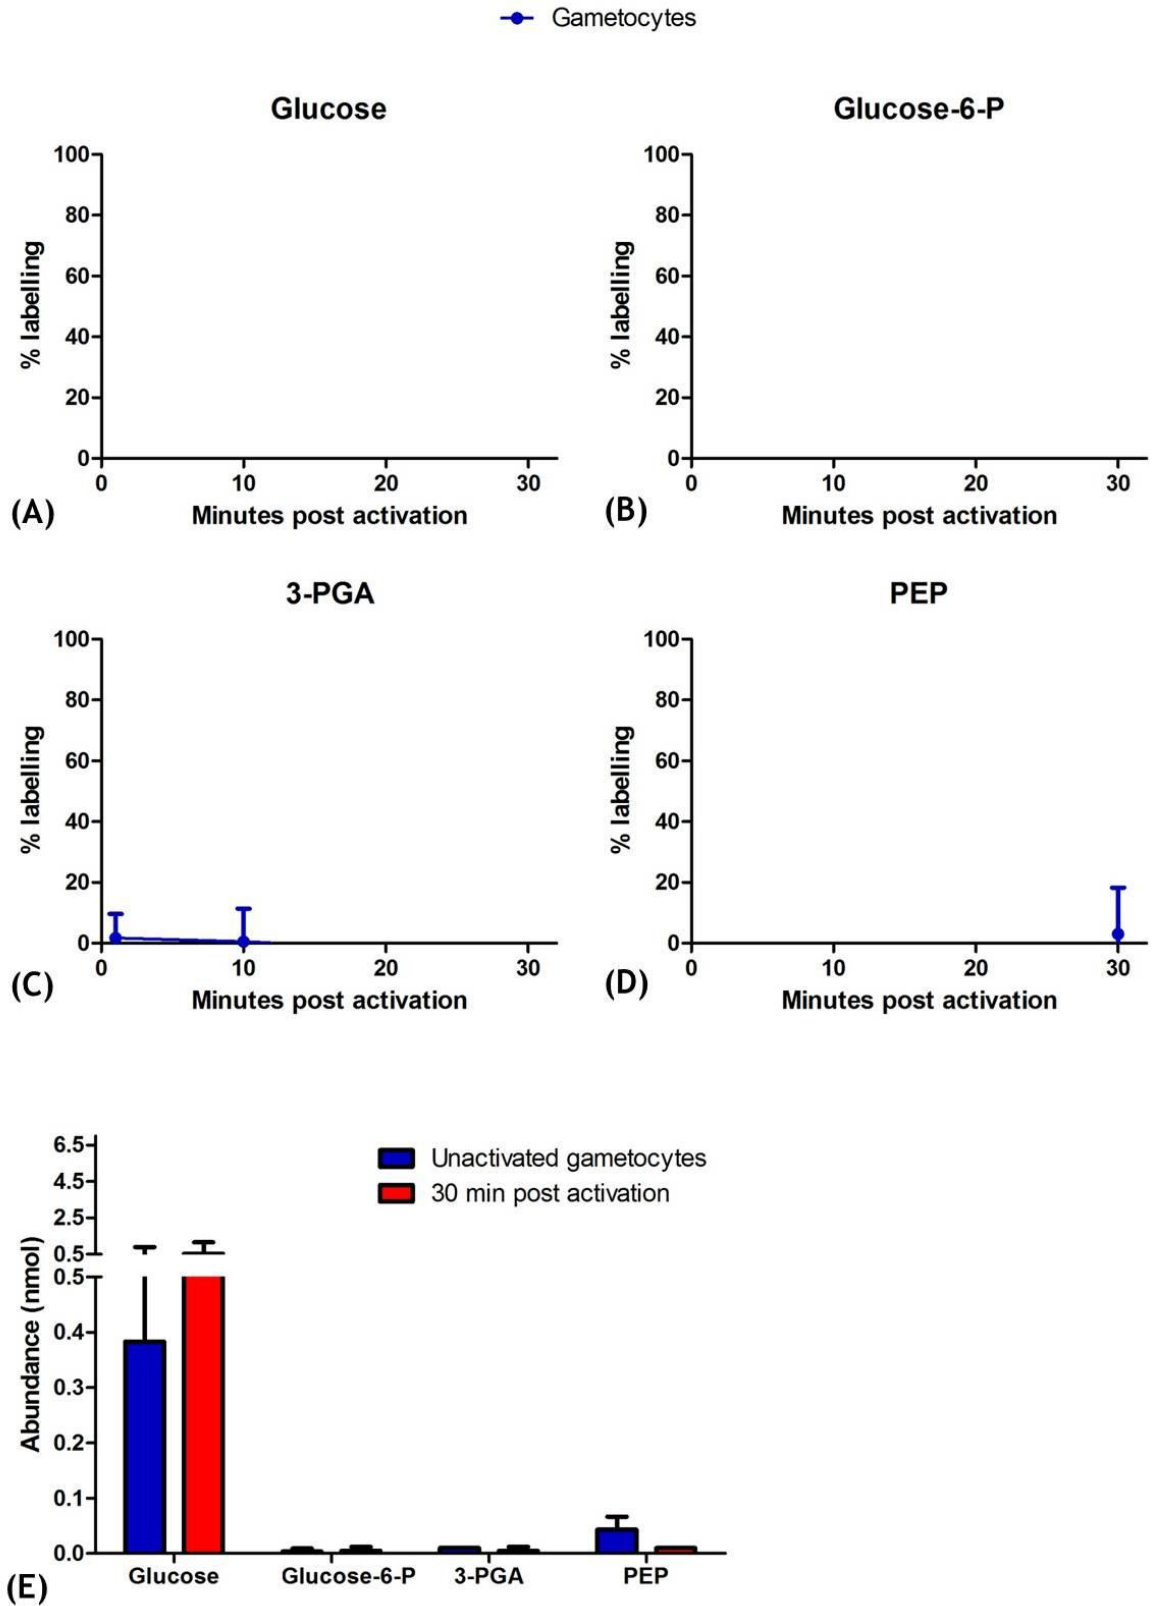 Gametocytes
Glucose
Glucose-6-P
100
80
60
40
20
0
% labelling
0 10 20 30
Minutes post activation
(A)
100
80
60
40
20
0
% labelling
0 10 20 30
Minutes post activation
(B)
3-PGA
PEP
100
80
60
40
20
0
% labelling
0 10 20 30
Minutes post activation
(C)
100
80
60
40
20
0
% labelling
0 10 20 30
Minutes post activation
(D)
6.5
4.5
2.5
0.5
0.5
0.4
0.3
0.2
0.1
0.0
Abundance (nmol)
Unactivated gametocytes
30 min post activation
Glucose Glucose-6-P 3-PGA PEP
(E)